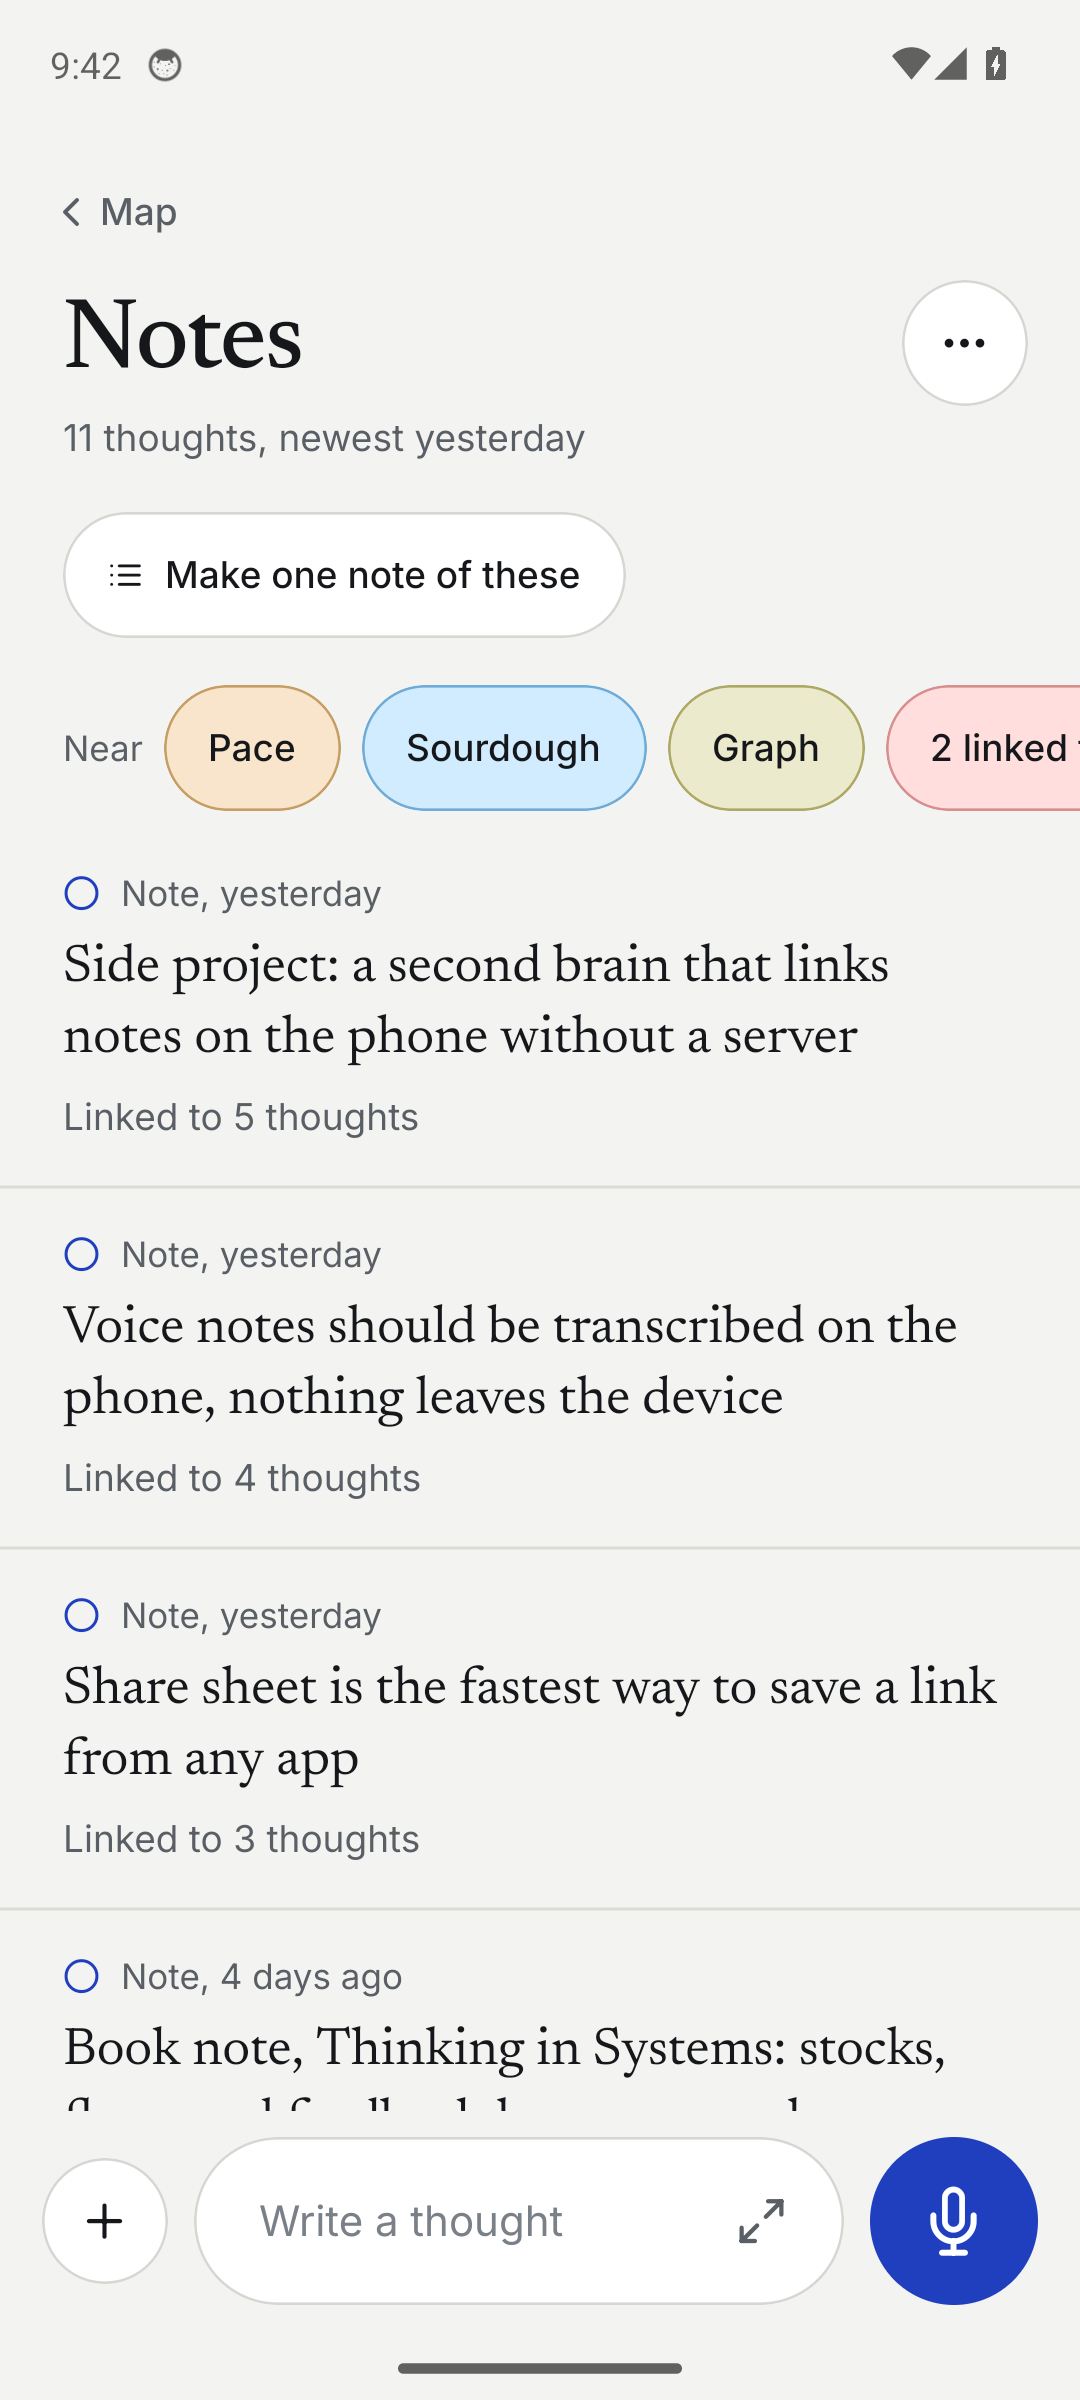 9:42
Map
Notes
11 thoughts, newest yesterday
Make one note of these
Near
Pace
Sourdough
Graph
2 linked
Note, yesterday
Side project: a second brain that links
notes on the phone without a server
Linked to 5 thoughts
Note, yesterday
Voice notes should be transcribed on the
phone, nothing leaves the device
Linked to 4 thoughts
Note, yesterday
Share sheet is the fastest way to save a link
from any app
Linked to 3 thoughts
Note, 4 days ago
Book note, Thinking in Systems: stocks,
Write a thought